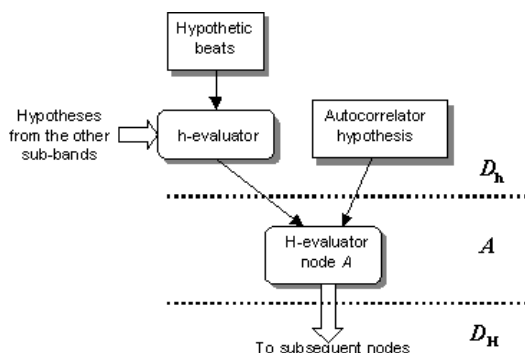 Hypothetic
beats
Hypotheses
from the other
sub-bands
h-evaluator
Autocorrelator
hypothesis
D_h
H-evaluator
node A
A
D_H
To subsequent nodes